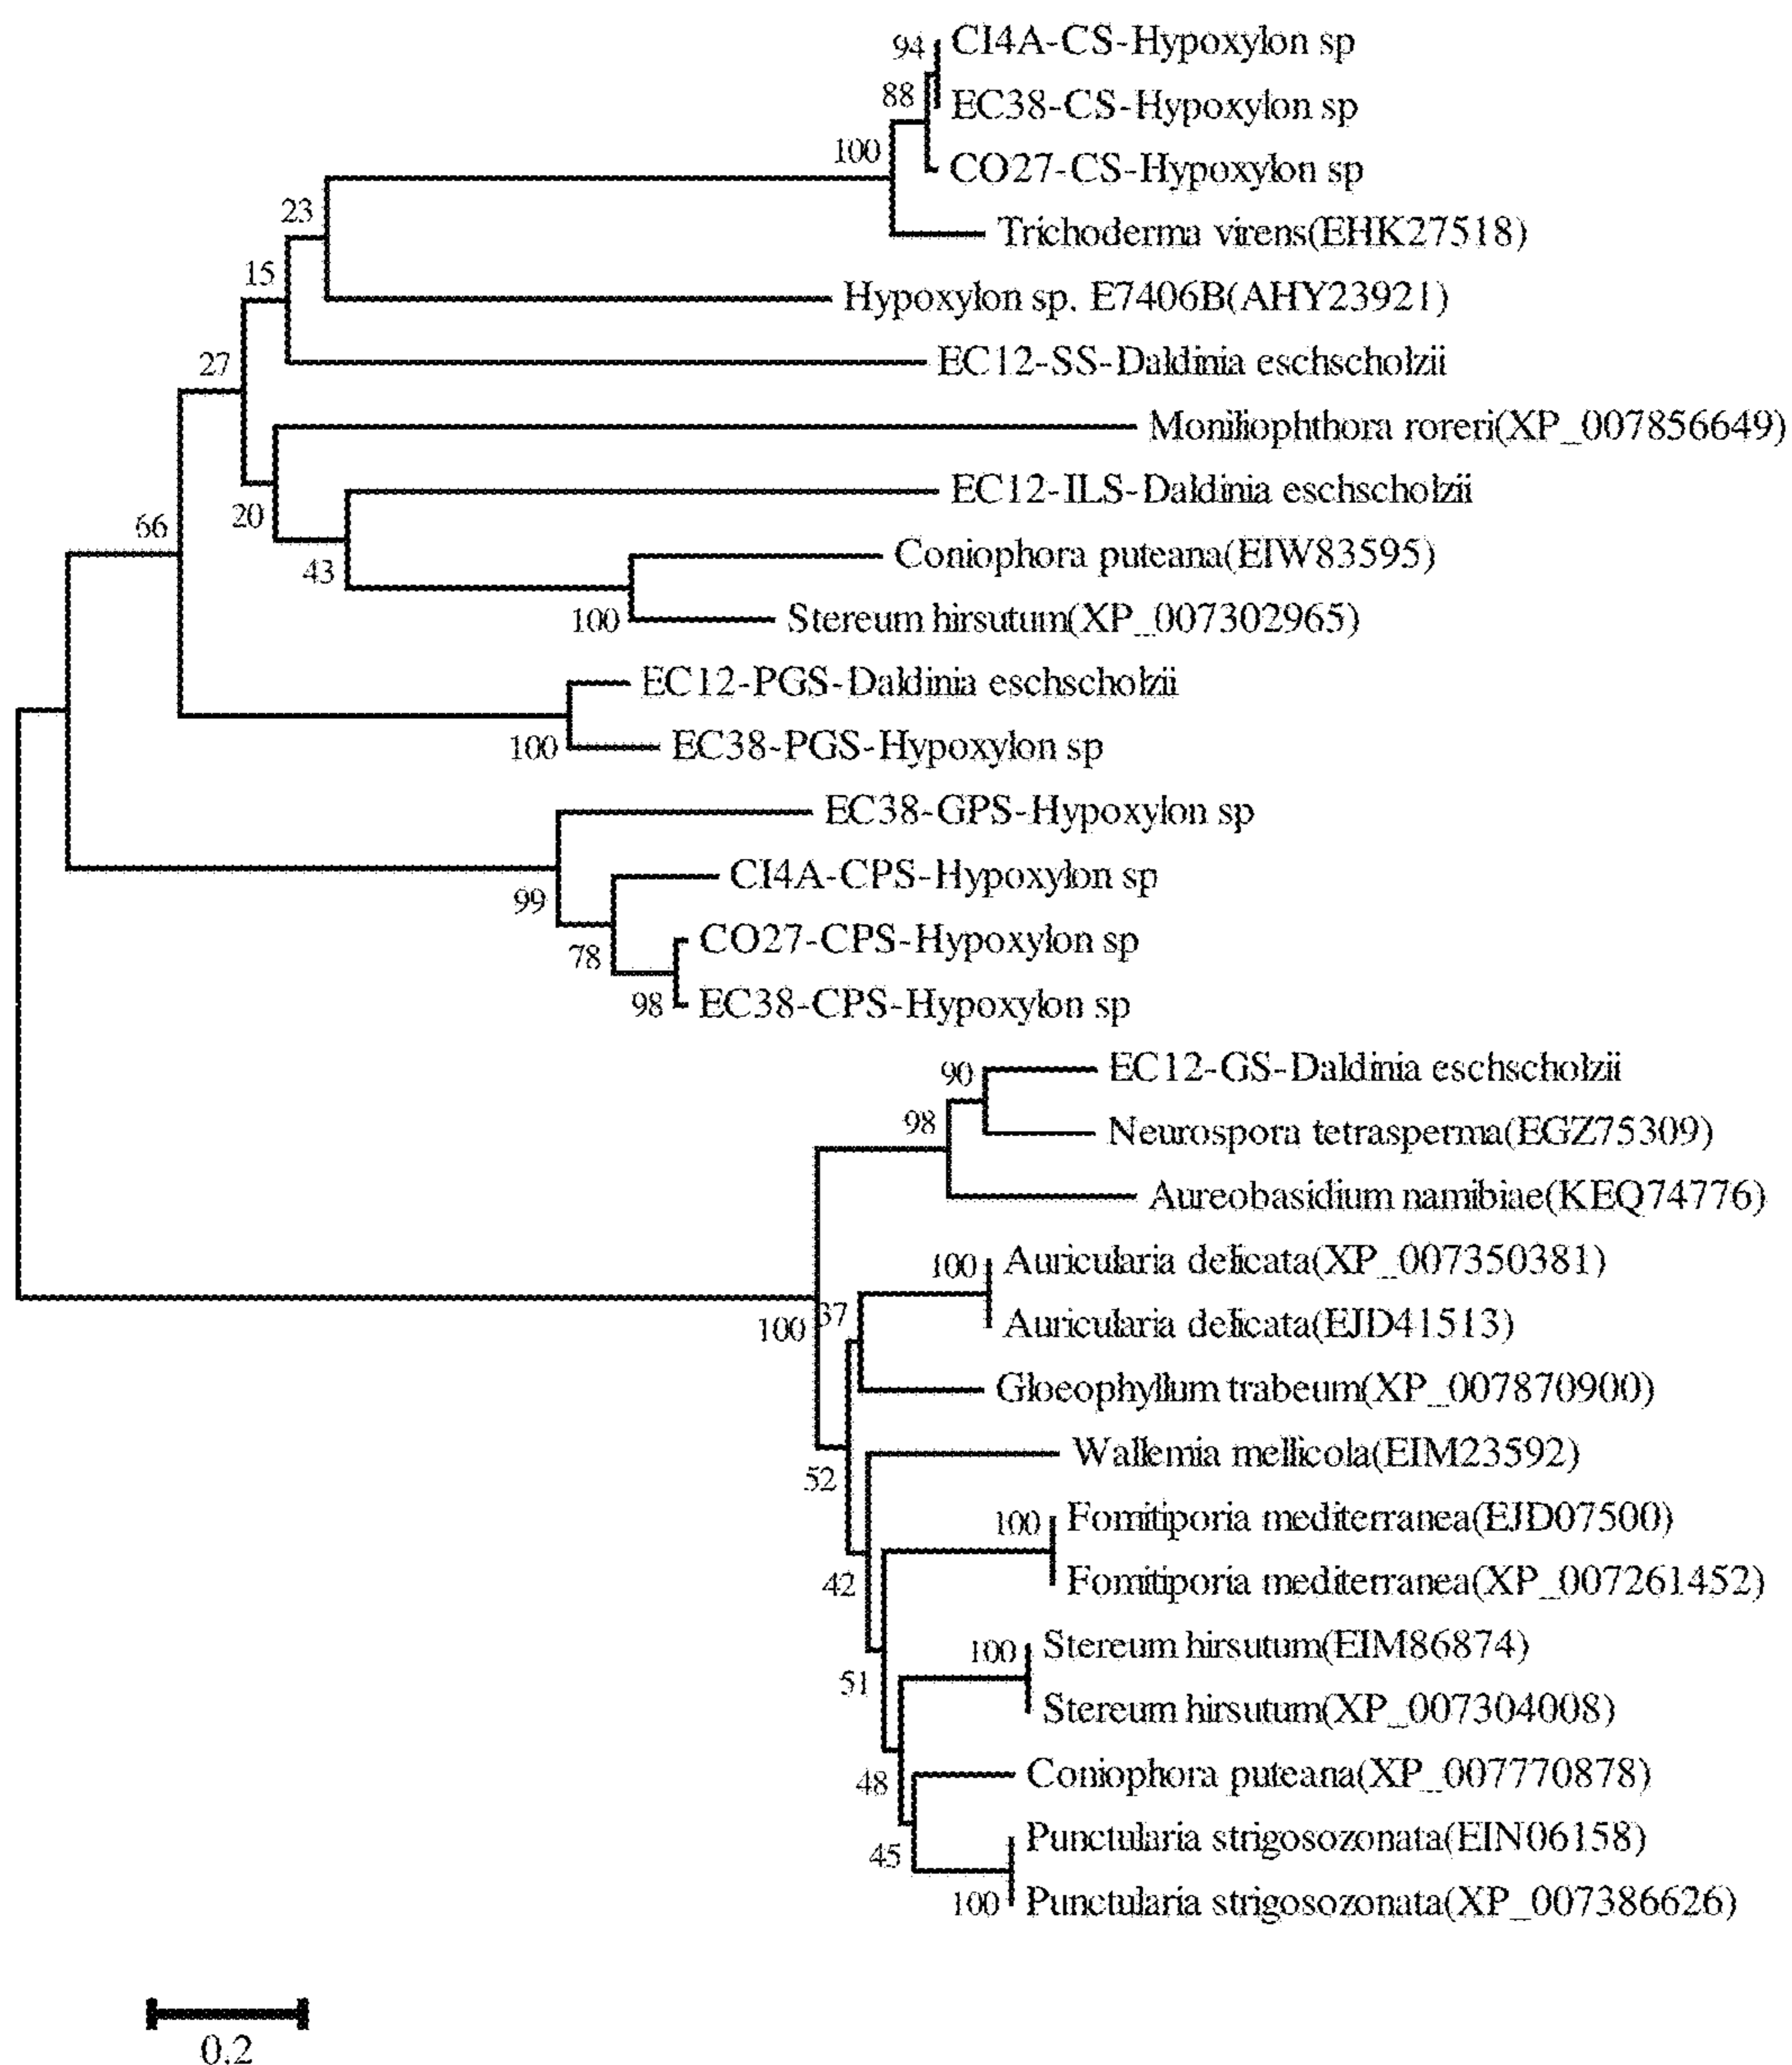 94
CI4A-CS-Hypoxylon sp
88
EC38-CS-Hypoxylon sp
100
CO27-CS-Hypoxylon sp
23
Trichoderma virens(EHK27518)
15
Hypoxylon sp. E7406B(AHY23921)
27
EC12-SS-Daldinia eschscholzii
Moniliophthora roreri(XP_007856649)
66
20
EC12-ILS-Daldinia eschscholzii
43
Coniophora puteana(EIW83595)
100
Stereum hirsutum(XP_007302965)
EC12-PGS-Daldinia eschscholzii
100
EC38-PGS-Hypoxylon sp
EC38-GPS-Hypoxylon sp
99
CI4A-CPS-Hypoxylon sp
78
CO27-CPS-Hypoxylon sp
98
EC38-CPS-Hypoxylon sp
90
EC12-GS-Daldinia eschscholzii
98
Neurospora tetrasperma(EGZ75309)
Aureobasidium namibiae(KEQ74776)
100
Auricularia delicata(XP_007350381)
100
37
Auricularia delicata(EJD41513)
Gloeophyllum trabeum(XP_007870900)
52
Wallemia mellicola(EIM23592)
100
Fomitiporia mediterranea(EJD07500)
42
Fomitiporia mediterranea(XP_007261452)
100
Stereum hirsutum(EIM86874)
51
Stereum hirsutum(XP_007304008)
48
Coniophora puteana(XP_007770878)
45
Punctularia strigosozonata(EIN06158)
100
Punctularia strigosozonata(XP_007386626)
0.2